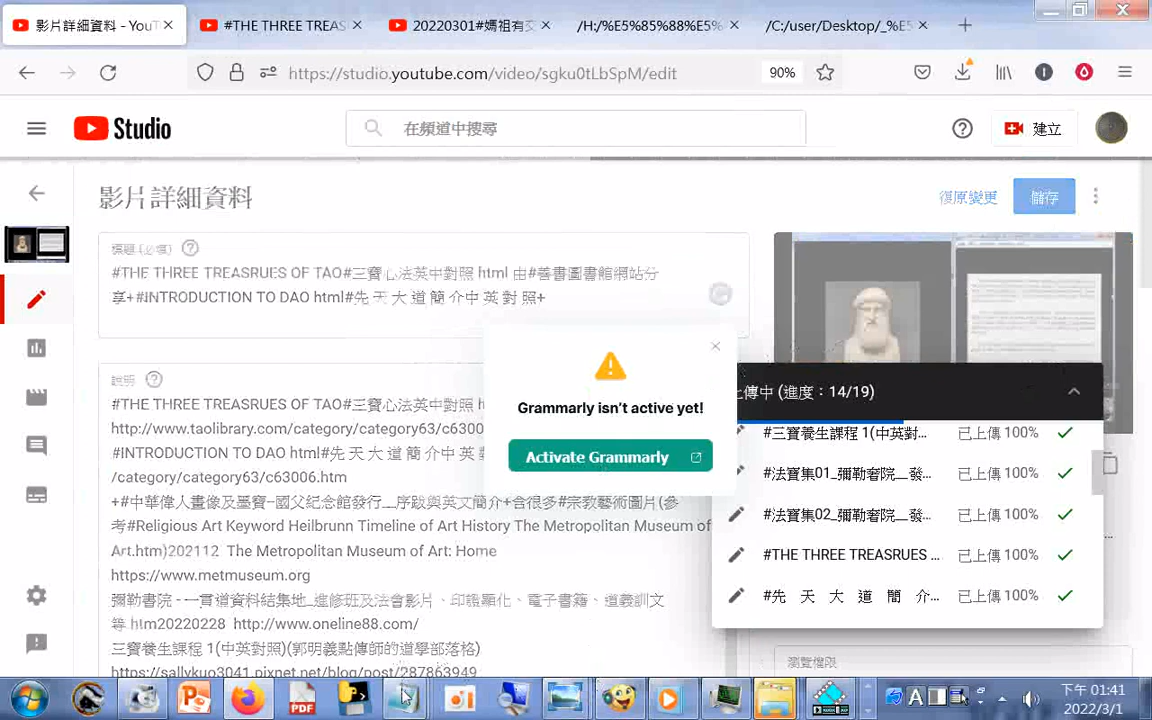 影片詳細資料 - YouT
#THE THREE TREAS
20220301#媽祖有交
/H:/%E5%85%88%E5%
/C:/user/Desktop/_%E5
https://studio.youtube.com/video/sgku0tLbSpM/edit
90%
Studio
在頻道中搜尋
建立
影片詳細資料
復原變更
儲存
標題 (必填)
#THE THREE TREASRUES OF TAO#三寶心法英中對照 html 由#善書圖書館網站分
享+#INTRODUCTION TO DAO html#先 天 大 道 簡 介 中 英 對 照+
Grammarly isn't active yet!
Activate Grammarly
說明
#THE THREE TREASRUES OF TAO#三寶心法英中對照
http://www.taolibrary.com/category/category63/c6300
#INTRODUCTION TO DAO html#先 天 大 道 簡 介 中 英
/category/category63/c63006.htm
+#中華偉人畫像及墨寶--國父紀念館發行__序跋與英文簡介+含很多#宗教藝術圖片(參
考#Religious Art Keyword Heilbrunn Timeline of Art History The Metropolitan Museum of
Art.htm)202112 The Metropolitan Museum of Art: Home
https://www.metmuseum.org
彌勒書院 - 一貫道資料結集地_進修班及法會影片、印證顯化、電子書籍、道義訓文
等 htm20220228 http://www.oneline88.com/
三寶養生課程 1(中英對照)(郭明義點傳師的道學部落格)
https://sallykuo3041.pixnet.net/blog/post/287863949
上傳中 (進度：14/19)
#三寶養生課程 1(中英對... 已上傳 100%
#法寶集01_彌勒書院__發... 已上傳 100%
#法寶集02_彌勒書院__發... 已上傳 100%
#THE THREE TREASRUES ... 已上傳 100%
#先 天 大 道 簡 介... 已上傳 100%
瀏覽權限
PDF
下午 01:41
2022/3/1